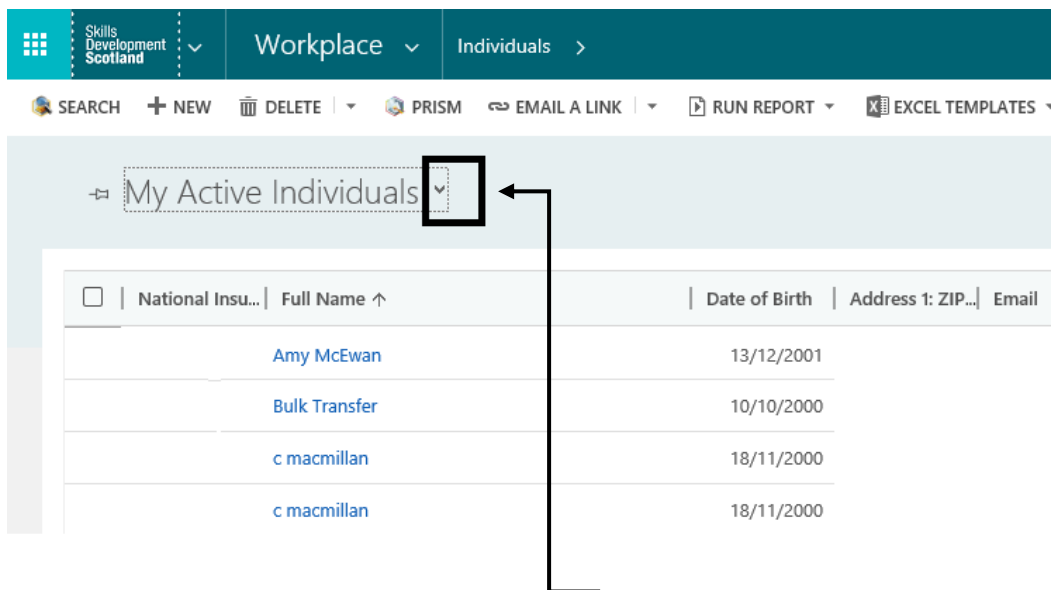 Skills
Development
Scotland
Workplace
Individuals
SEARCH NEW DELETE PRISM EMAIL A LINK RUN REPORT EXCEL TEMPLATES
My Active Individuals
National Insu... Full Name ↑ Date of Birth Address 1: ZIP... Email
Amy McEwan 13/12/2001
Bulk Transfer 10/10/2000
c macmillan 18/11/2000
c macmillan 18/11/2000